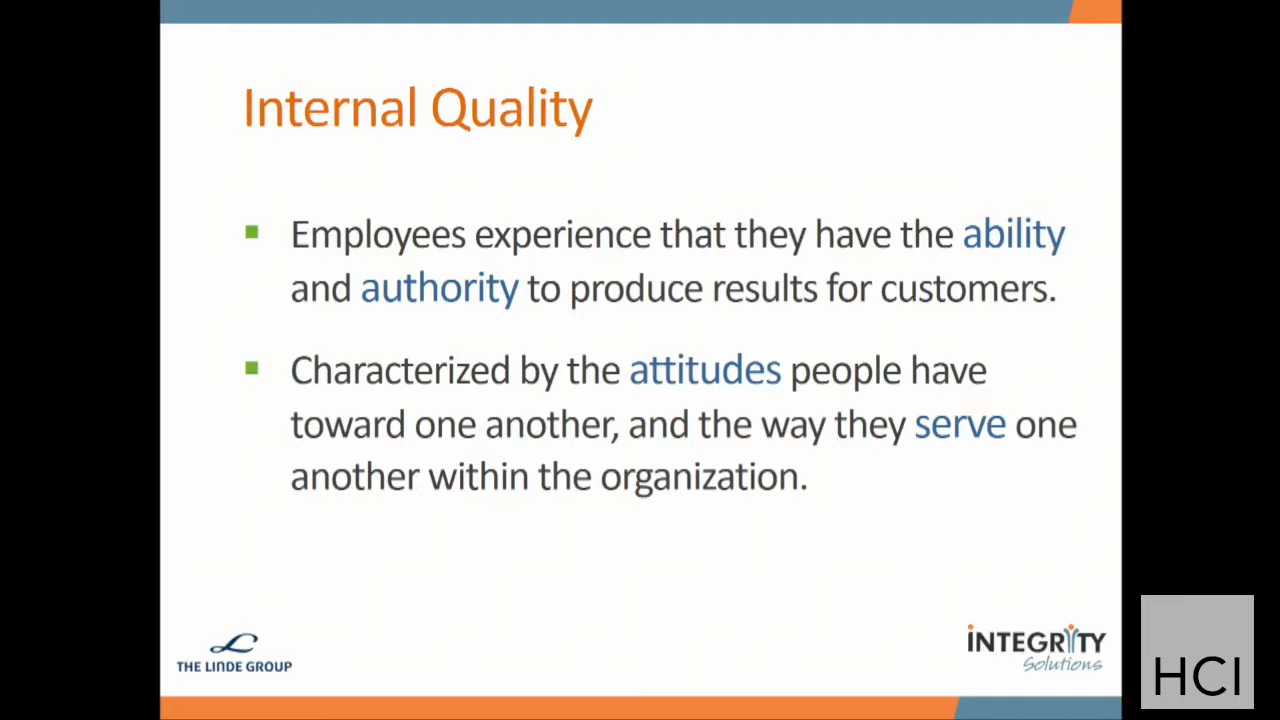 Internal Quality
Employees experience that they have the ability
and authority to produce results for customers.
Characterized by the attitudes people have
toward one another, and the way they serve one
another within the organization.
THE LINDE GROUP
INTEGRITY
Solutions
HCI